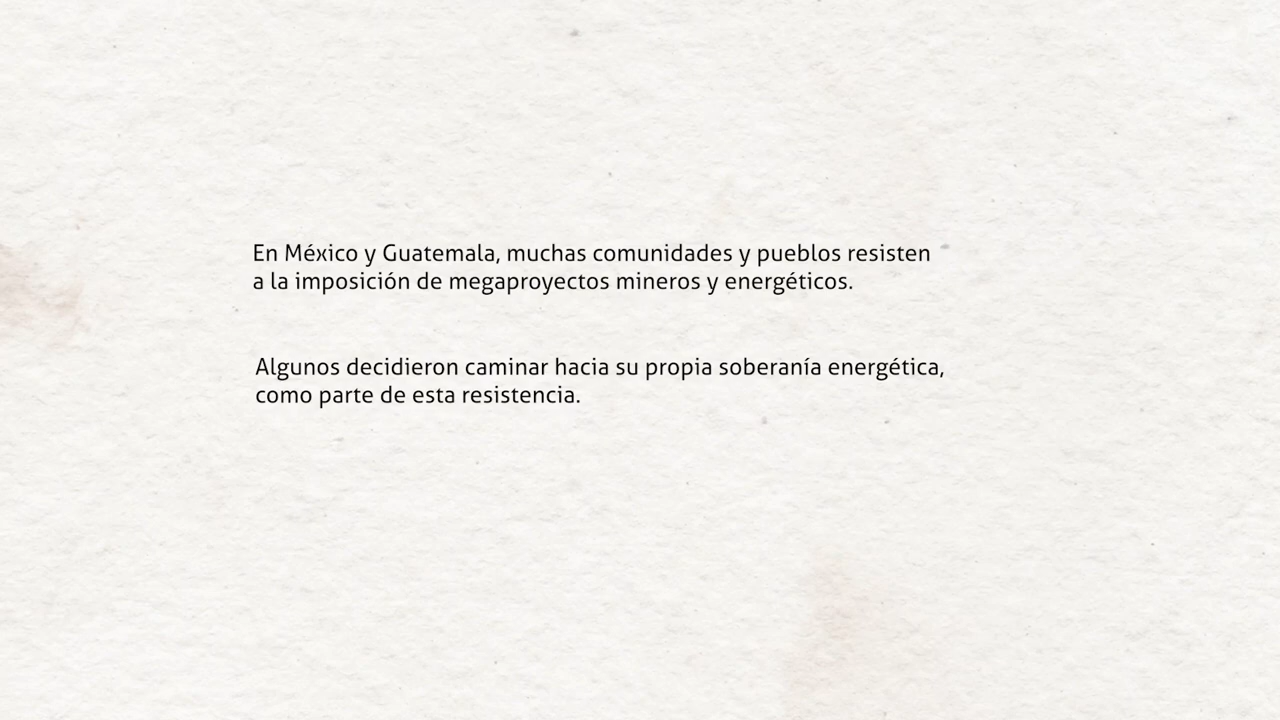 En México y Guatemala, muchas comunidades y pueblos resisten
a la imposición de megaproyectos mineros y energéticos.
Algunos decidieron caminar hacia su propia soberanía energética,
como parte de esta resistencia.